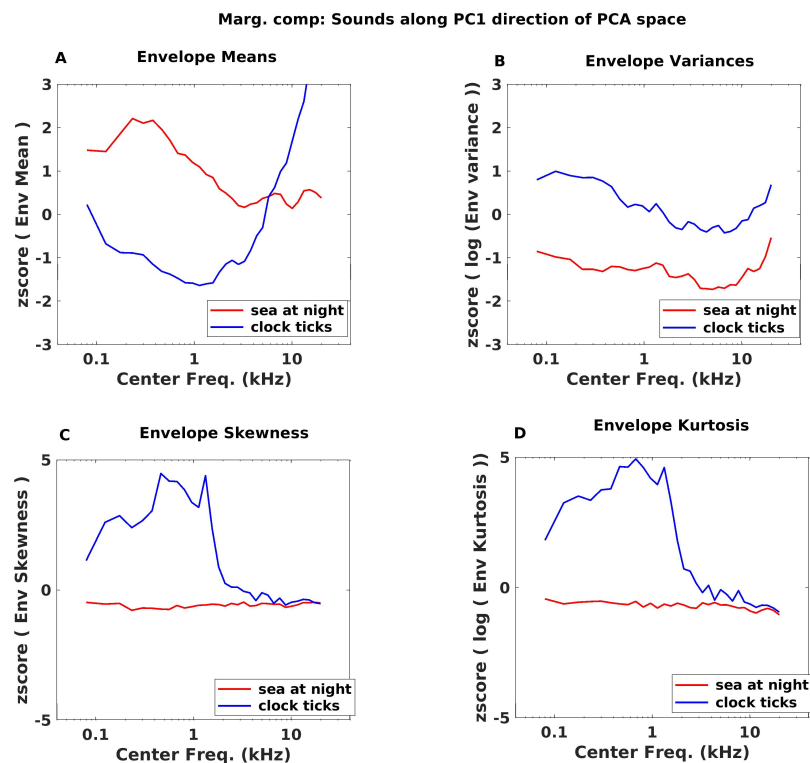 Marg. comp: Sounds along PC1 direction of PCA space
A
Envelope Means
zscore ( Env Mean )
3
2
1
0
-1
-2
-3
0.1
1
10
Center Freq. (kHz)
sea at night
clock ticks
B
Envelope Variances
zscore ( log (Env variance ))
3
2
1
0
-1
-2
-3
0.1
1
10
Center Freq. (kHz)
sea at night
clock ticks
C
Envelope Skewness
zscore ( Env Skewness )
5
0
-5
0.1
1
10
Center Freq. (kHz)
sea at night
clock ticks
D
Envelope Kurtosis
zscore ( log ( Env Kurtosis ))
5
0
-5
0.1
1
10
Center Freq. (kHz)
sea at night
clock ticks